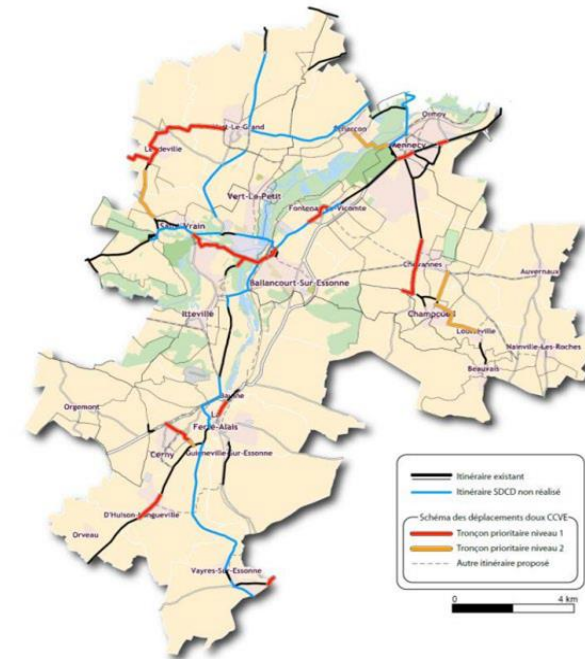 Ormoy
Vert-Le-Grand
Echarcon
Mennecy
Leudeville
Vert-Le-Petit
Fontenay-Le-Vicomte
Saint-Vrain
Chevannes
Auvernaux
Ballancourt-Sur-Essonne
Itteville
Champcueil
Loutteville
Nainville-Les-Roches
Beauvais
Baulne
Orgemont
La
Ferté-Alais
Cerny
Guigneville-Sur-Essonne
D'Huison-Longueville
Orveau
Vayres-Sur-Essonne
Itinéraire existant
Itinéraire SDCD non réalisé
Schéma des déplacements doux CCVE
Tronçon prioritaire niveau 1
Tronçon prioritaire niveau 2
Autre itinéraire proposé
0 4 km